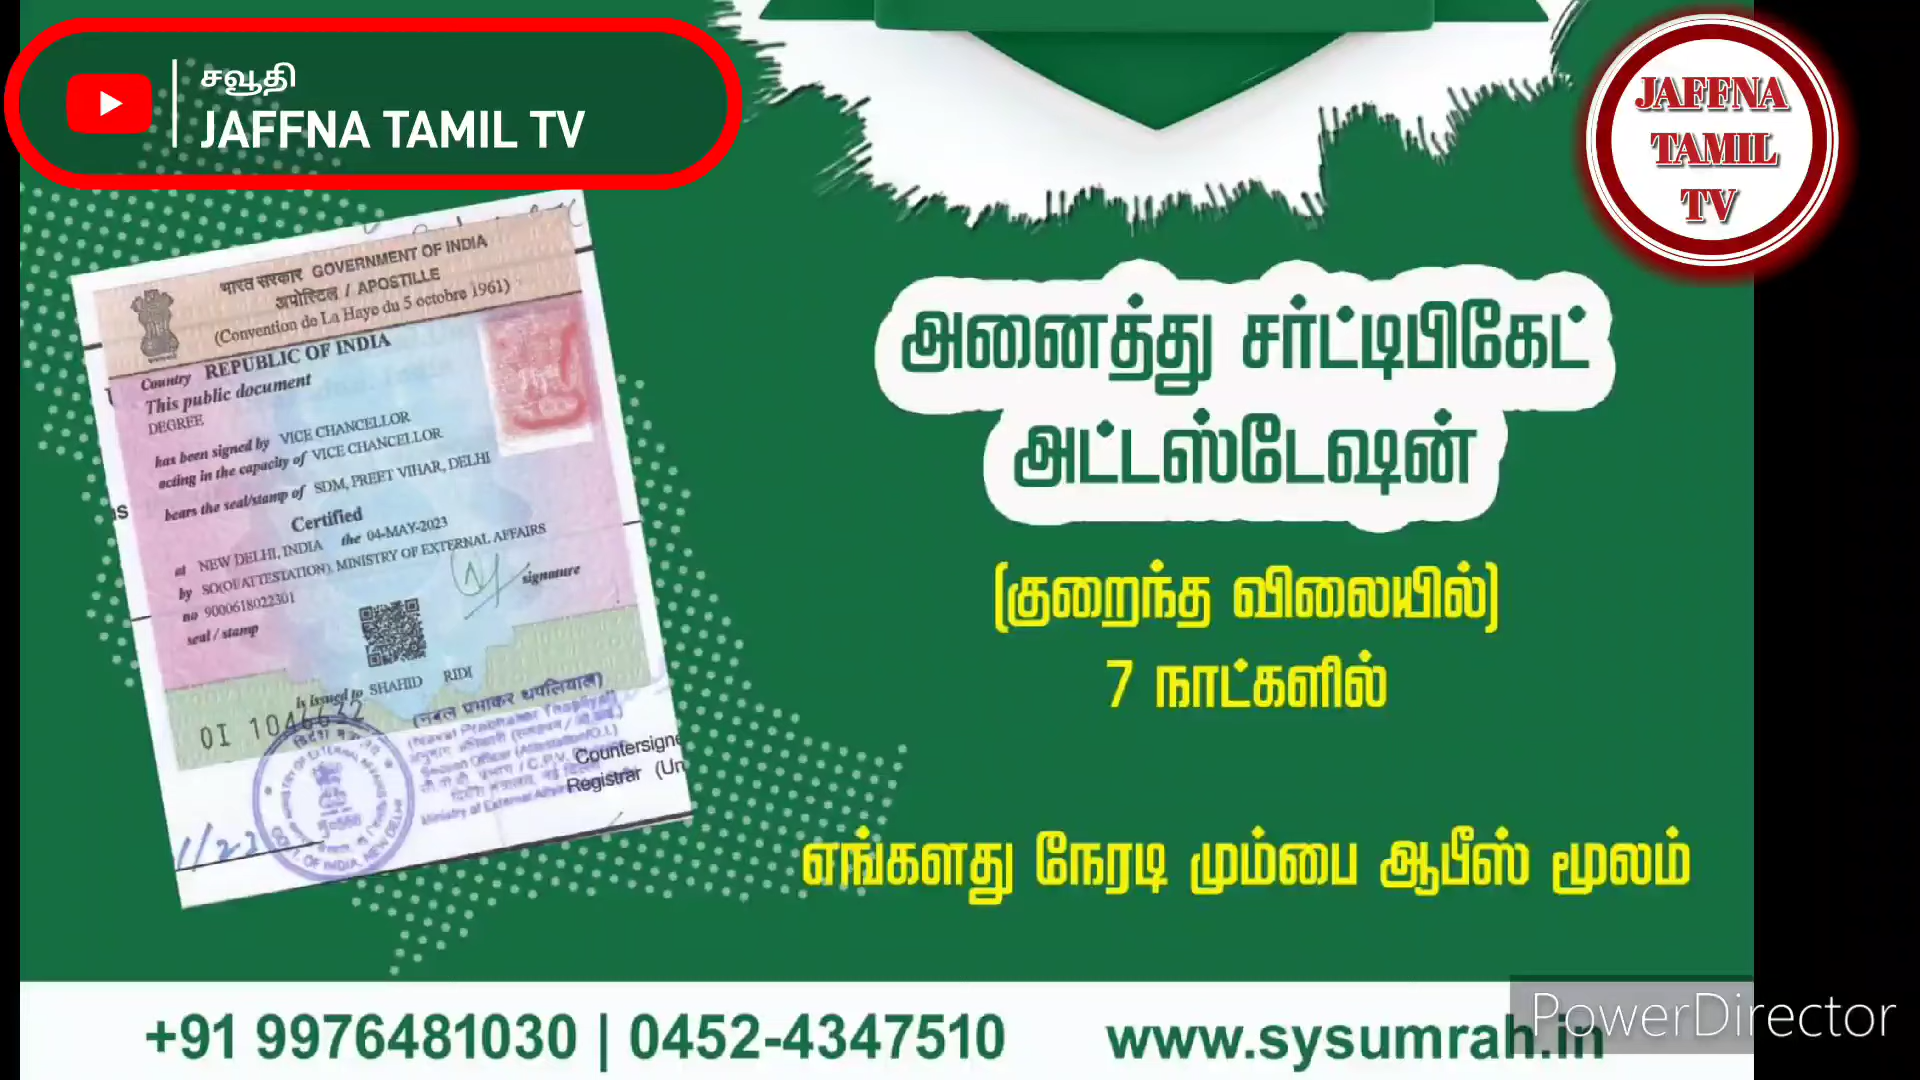 சவூதி
JAFFNA TAMIL TV
JAFFNA
TAMIL
TV
भारत सरकार GOVERNMENT OF INDIA
अपोस्टिल / APOSTILLE
(Convention de La Haye du 5 octobre 1961)
Country REPUBLIC OF INDIA
This public document
DEGREE
has been signed by VICE CHANCELLOR
acting in the capacity of VICE CHANCELLOR
bears the seal/stamp of SDM, PREET VIHAR, DELHI
Certified
at NEW DELHI, INDIA the 04-MAY-2023
by SO(OI/ATTESTATION), MINISTRY OF EXTERNAL AFFAIRS
no 9000618022301
seal / stamp
signature
is issued to SHAHID RIDI
OI 1046632
Countersigne
Registrar (Un
அனைத்து சர்ட்டிபிகேட்
அட்டஸ்டேஷன்
(குறைந்த விலையில்)
7 நாட்களில்
எங்களது நேரடி மும்பை ஆபீஸ் மூலம்
+91 9976481030 | 0452-4347510 www.sysumrah.in
PowerDirector